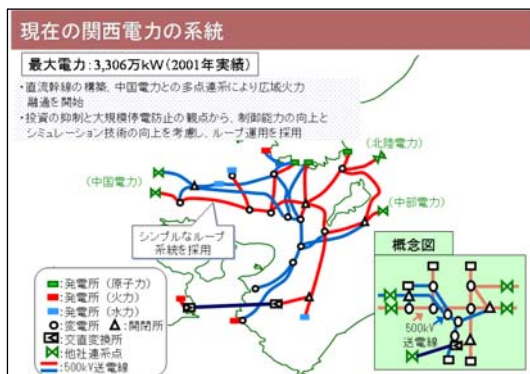 現在の関西電力の系統
最大電力：3,306万kW（2001年実績）
・直流幹線の構築、中国電力との多点連系により広域火力
融通を開始
・投資の抑制と大規模停電防止の観点から、制御能力の向上と
シミュレーション技術の向上を考慮し、ループ運用を採用
(北陸電力)
(中国電力)
(中部電力)
シンプルなループ
系統を採用
概念図
:発電所（原子力）
:発電所（火力）
:発電所（水力）
:変電所 :開閉所
:交直変換所
:他社連系点
:500kV送電線
500kV
送電線